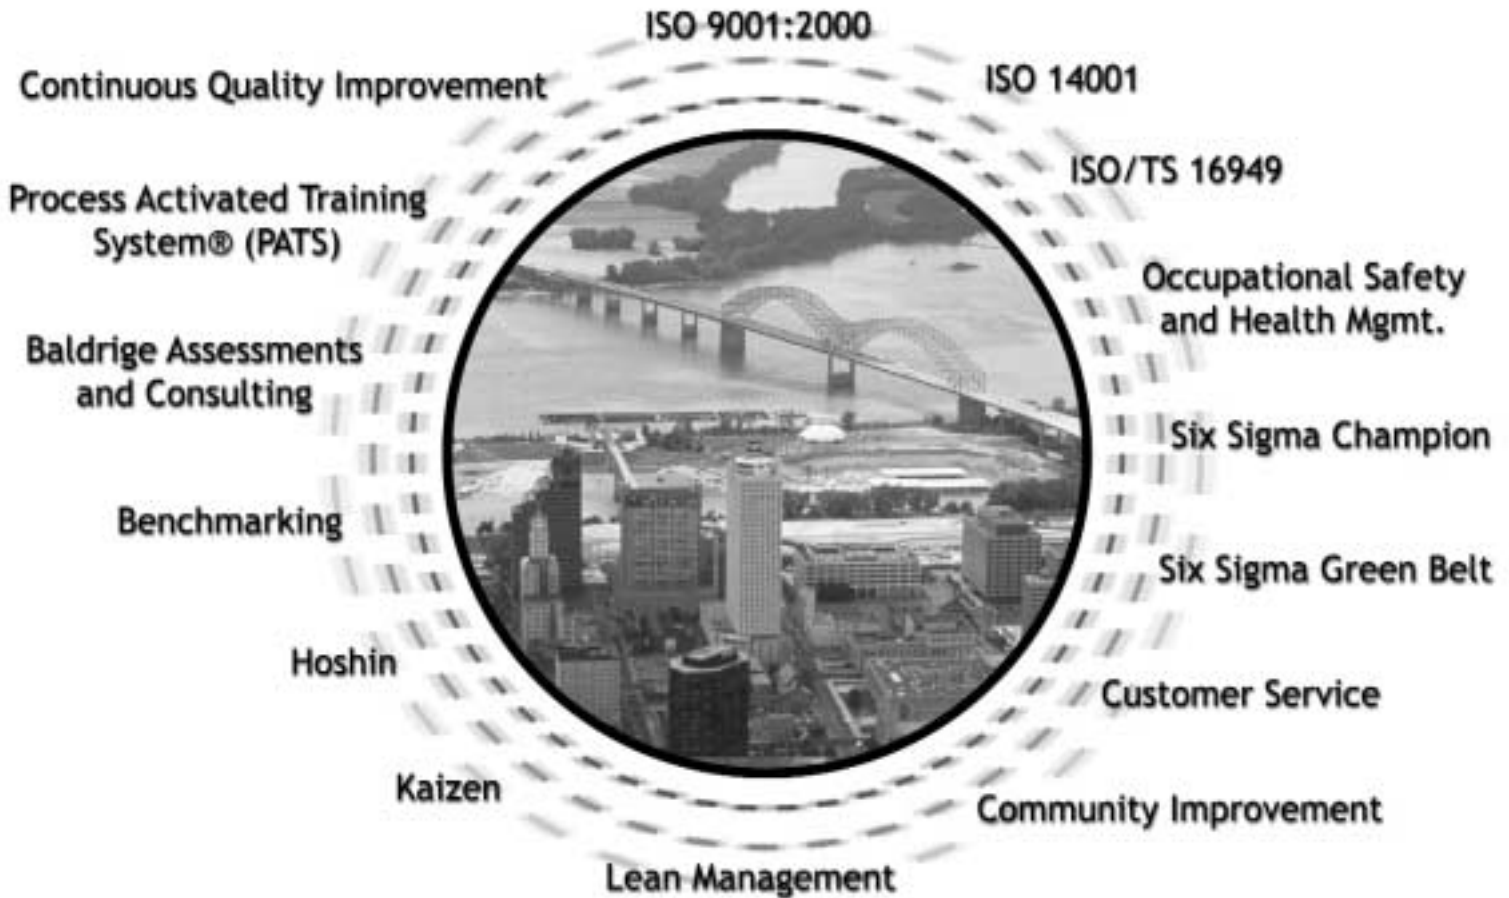 ISO 9001:2000
ISO 14001
ISO/TS 16949
Occupational Safety
and Health Mgmt.
Six Sigma Champion
Six Sigma Green Belt
Customer Service
Community Improvement
Lean Management
Kaizen
Hoshin
Benchmarking
Baldrige Assessments
and Consulting
Process Activated Training
System® (PATS)
Continuous Quality Improvement